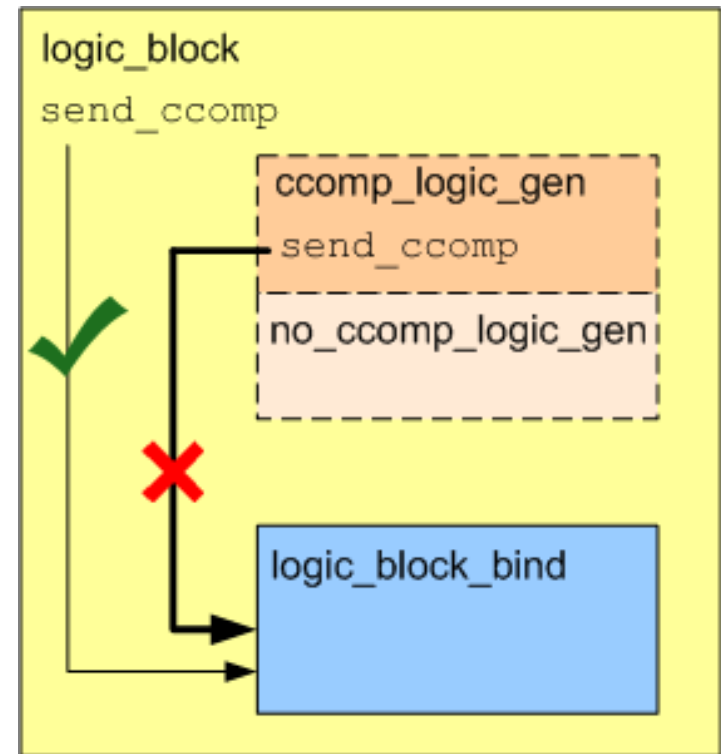 logic_block
send_ccomp
ccomp_logic_gen
send_ccomp
no_ccomp_logic_gen
logic_block_bind